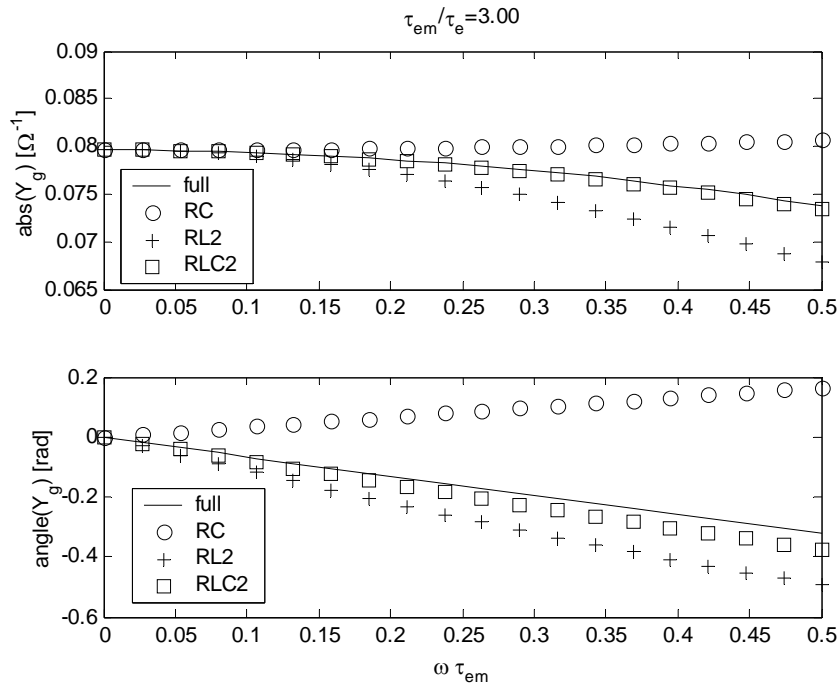 τem/τe=3.00
abs(Yg) [Ω-1]
0.09
0.085
0.08
0.075
0.07
0.065
full
RC
RL2
RLC2
0 0.05 0.1 0.15 0.2 0.25 0.3 0.35 0.4 0.45 0.5
angle(Yg) [rad]
0.2
0
-0.2
-0.4
-0.6
full
RC
RL2
RLC2
0 0.05 0.1 0.15 0.2 0.25 0.3 0.35 0.4 0.45 0.5
ω τem